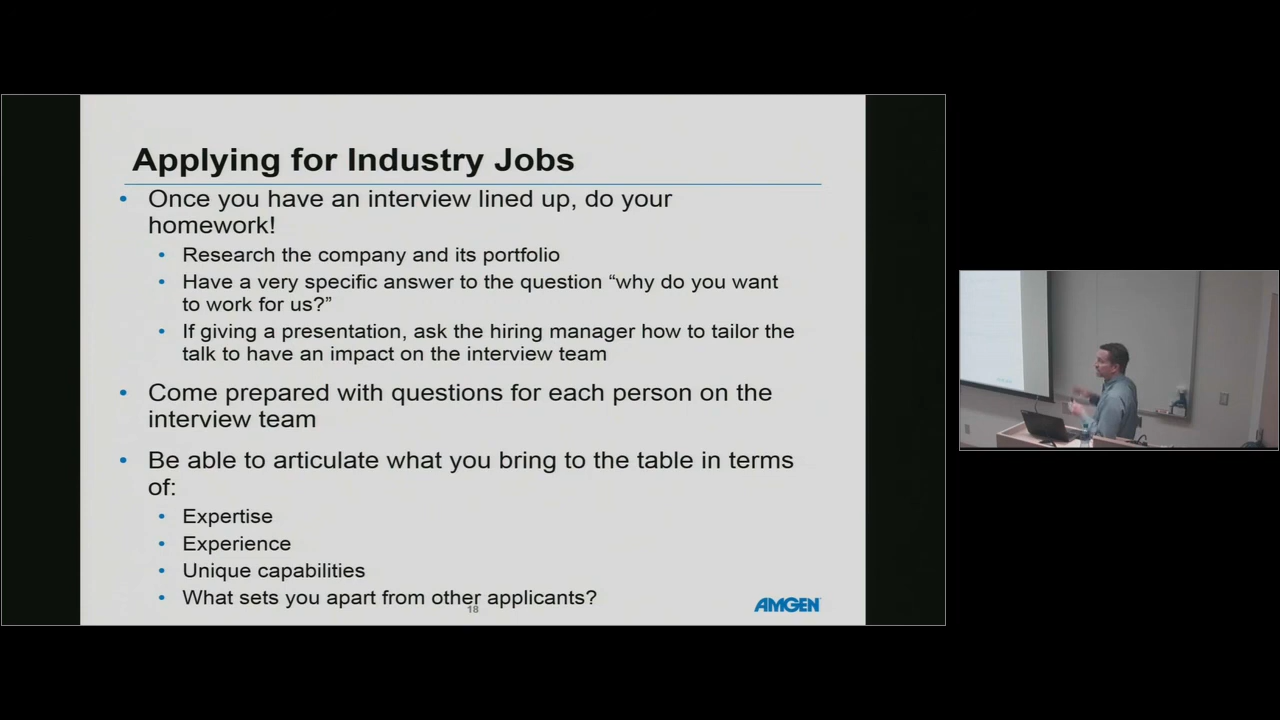 Applying for Industry Jobs
• Once you have an interview lined up, do your
homework!
• Research the company and its portfolio
• Have a very specific answer to the question “why do you want
to work for us?”
• If giving a presentation, ask the hiring manager how to tailor the
talk to have an impact on the interview team
• Come prepared with questions for each person on the
interview team
• Be able to articulate what you bring to the table in terms
of:
• Expertise
• Experience
• Unique capabilities
• What sets you apart from other applicants?
18
AMGEN